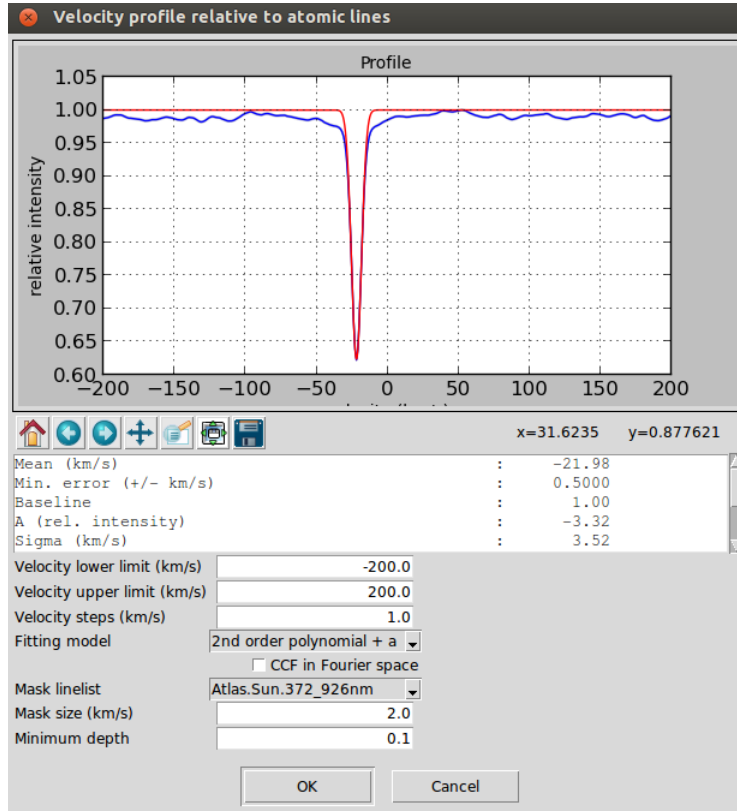 Velocity profile relative to atomic lines
Profile
1.05
1.00
0.95
0.90
0.85
0.80
0.75
0.70
0.65
0.60
relative intensity
−200 −150 −100 −50 0 50 100 150 200
x=31.6235 y=0.877621
Mean (km/s) : -21.98
Min. error (+/- km/s) : 0.5000
Baseline : 1.00
A (rel. intensity) : -3.32
Sigma (km/s) : 3.52
Velocity lower limit (km/s) -200.0
Velocity upper limit (km/s) 200.0
Velocity steps (km/s) 1.0
Fitting model 2nd order polynomial + a
CCF in Fourier space
Mask linelist Atlas.Sun.372_926nm
Mask size (km/s) 2.0
Minimum depth 0.1
OK Cancel